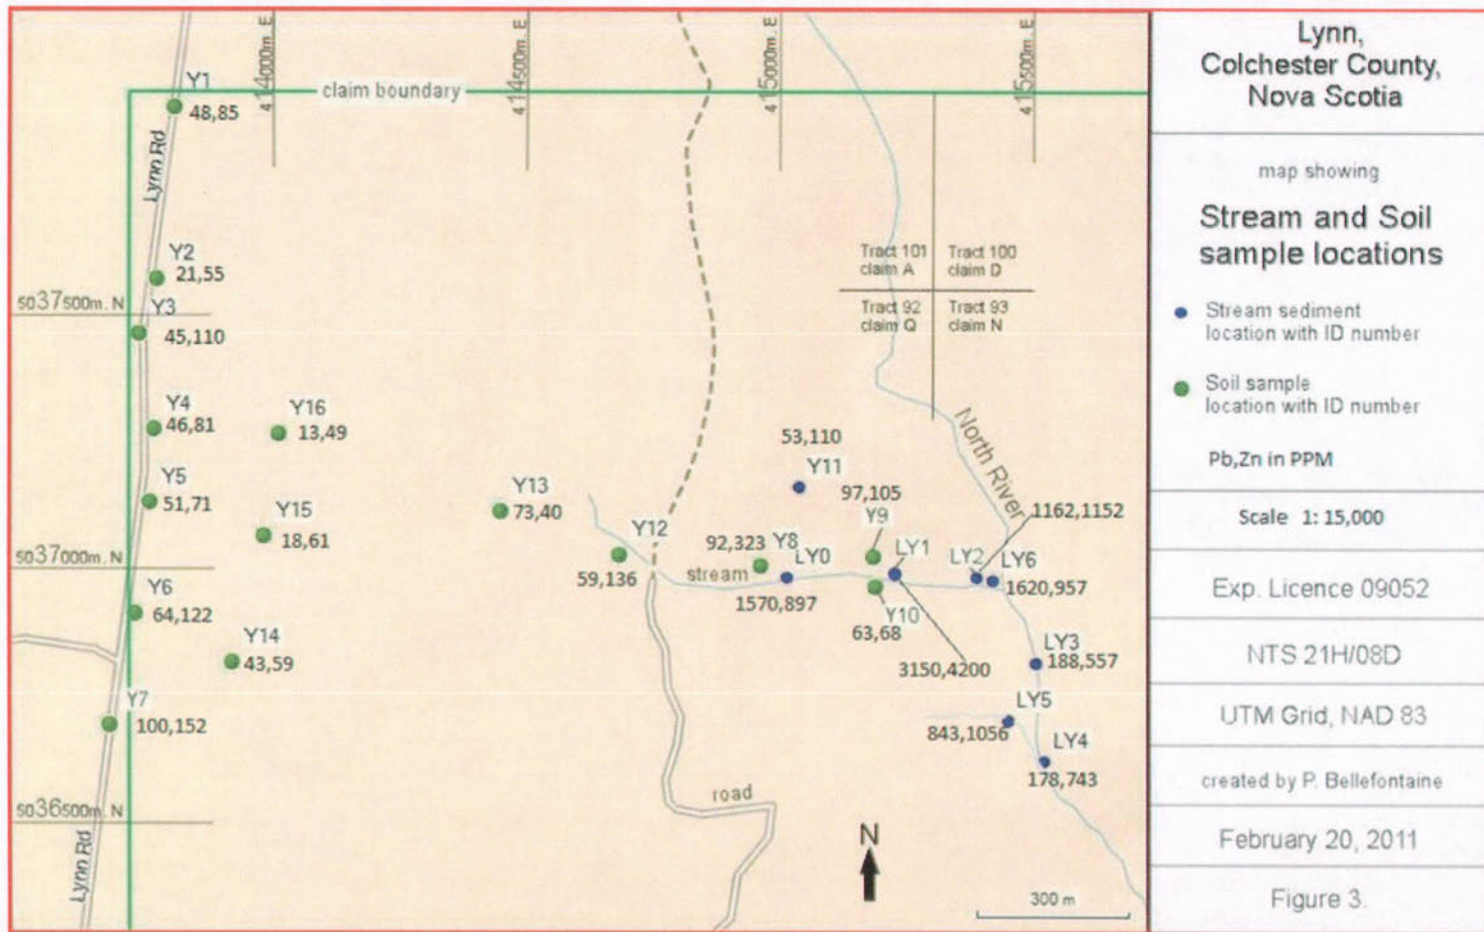 414000m. E
414500m. E
415000m. E
415500m. E
claim boundary
Y1
48,85
Lynn Rd
Y2
21,55
5037500m. N
Y3
45,110
Y4
46,81
Y16
13,49
Y5
51,71
Y15
18,61
Y13
73,40
5037000m. N
Y12
59,136
Y6
64,122
Y14
43,59
Y7
100,152
5036500m. N
Lynn Rd
Tract 101
claim A
Tract 100
claim D
Tract 92
claim Q
Tract 93
claim N
North River
53,110
Y11
97,105
Y9
1162,1152
92,323
Y8
LY0
LY1
LY2
LY6
stream
1570,897
1620,957
Y10
63,68
3150,4200
LY3
188,557
LY5
843,1056
LY4
178,743
road
N
300 m
Lynn,
Colchester County,
Nova Scotia
map showing
Stream and Soil
sample locations
Stream sediment
location with ID number
Soil sample
location with ID number
Pb,Zn in PPM
Scale 1: 15,000
Exp. Licence 09052
NTS 21H/08D
UTM Grid, NAD 83
created by P. Bellefontaine
February 20, 2011
Figure 3.